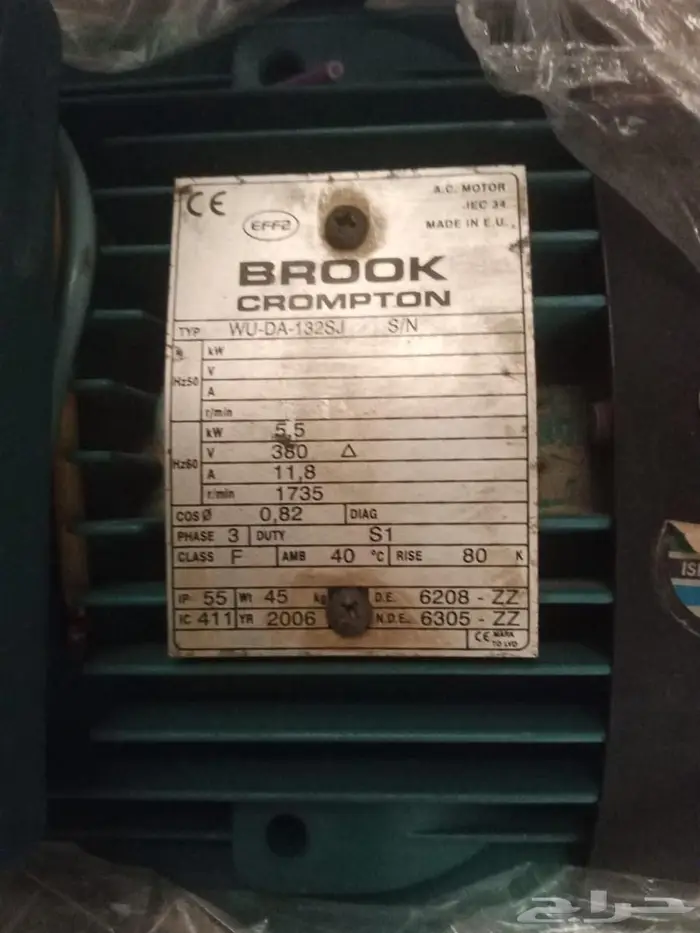 CE
EFF2
A.C. MOTOR
IEC 34
MADE IN E.U.
BROOK
CROMPTON
TYP WU-DA-132SJ S/N
Hz50
kW
V
A
r/min
Hz60
kW 5,5
V 380 Δ
A 11,8
r/min 1735
COS Ø 0,82 DIAG
PHASE 3 DUTY S1
CLASS F AMB 40 °C RISE 80 K
IP 55 Wt 45 kg D.E. 6208 - ZZ
IC 411 YR 2006 N.D.E. 6305 - ZZ
CE MARK
TO LVD
حراج